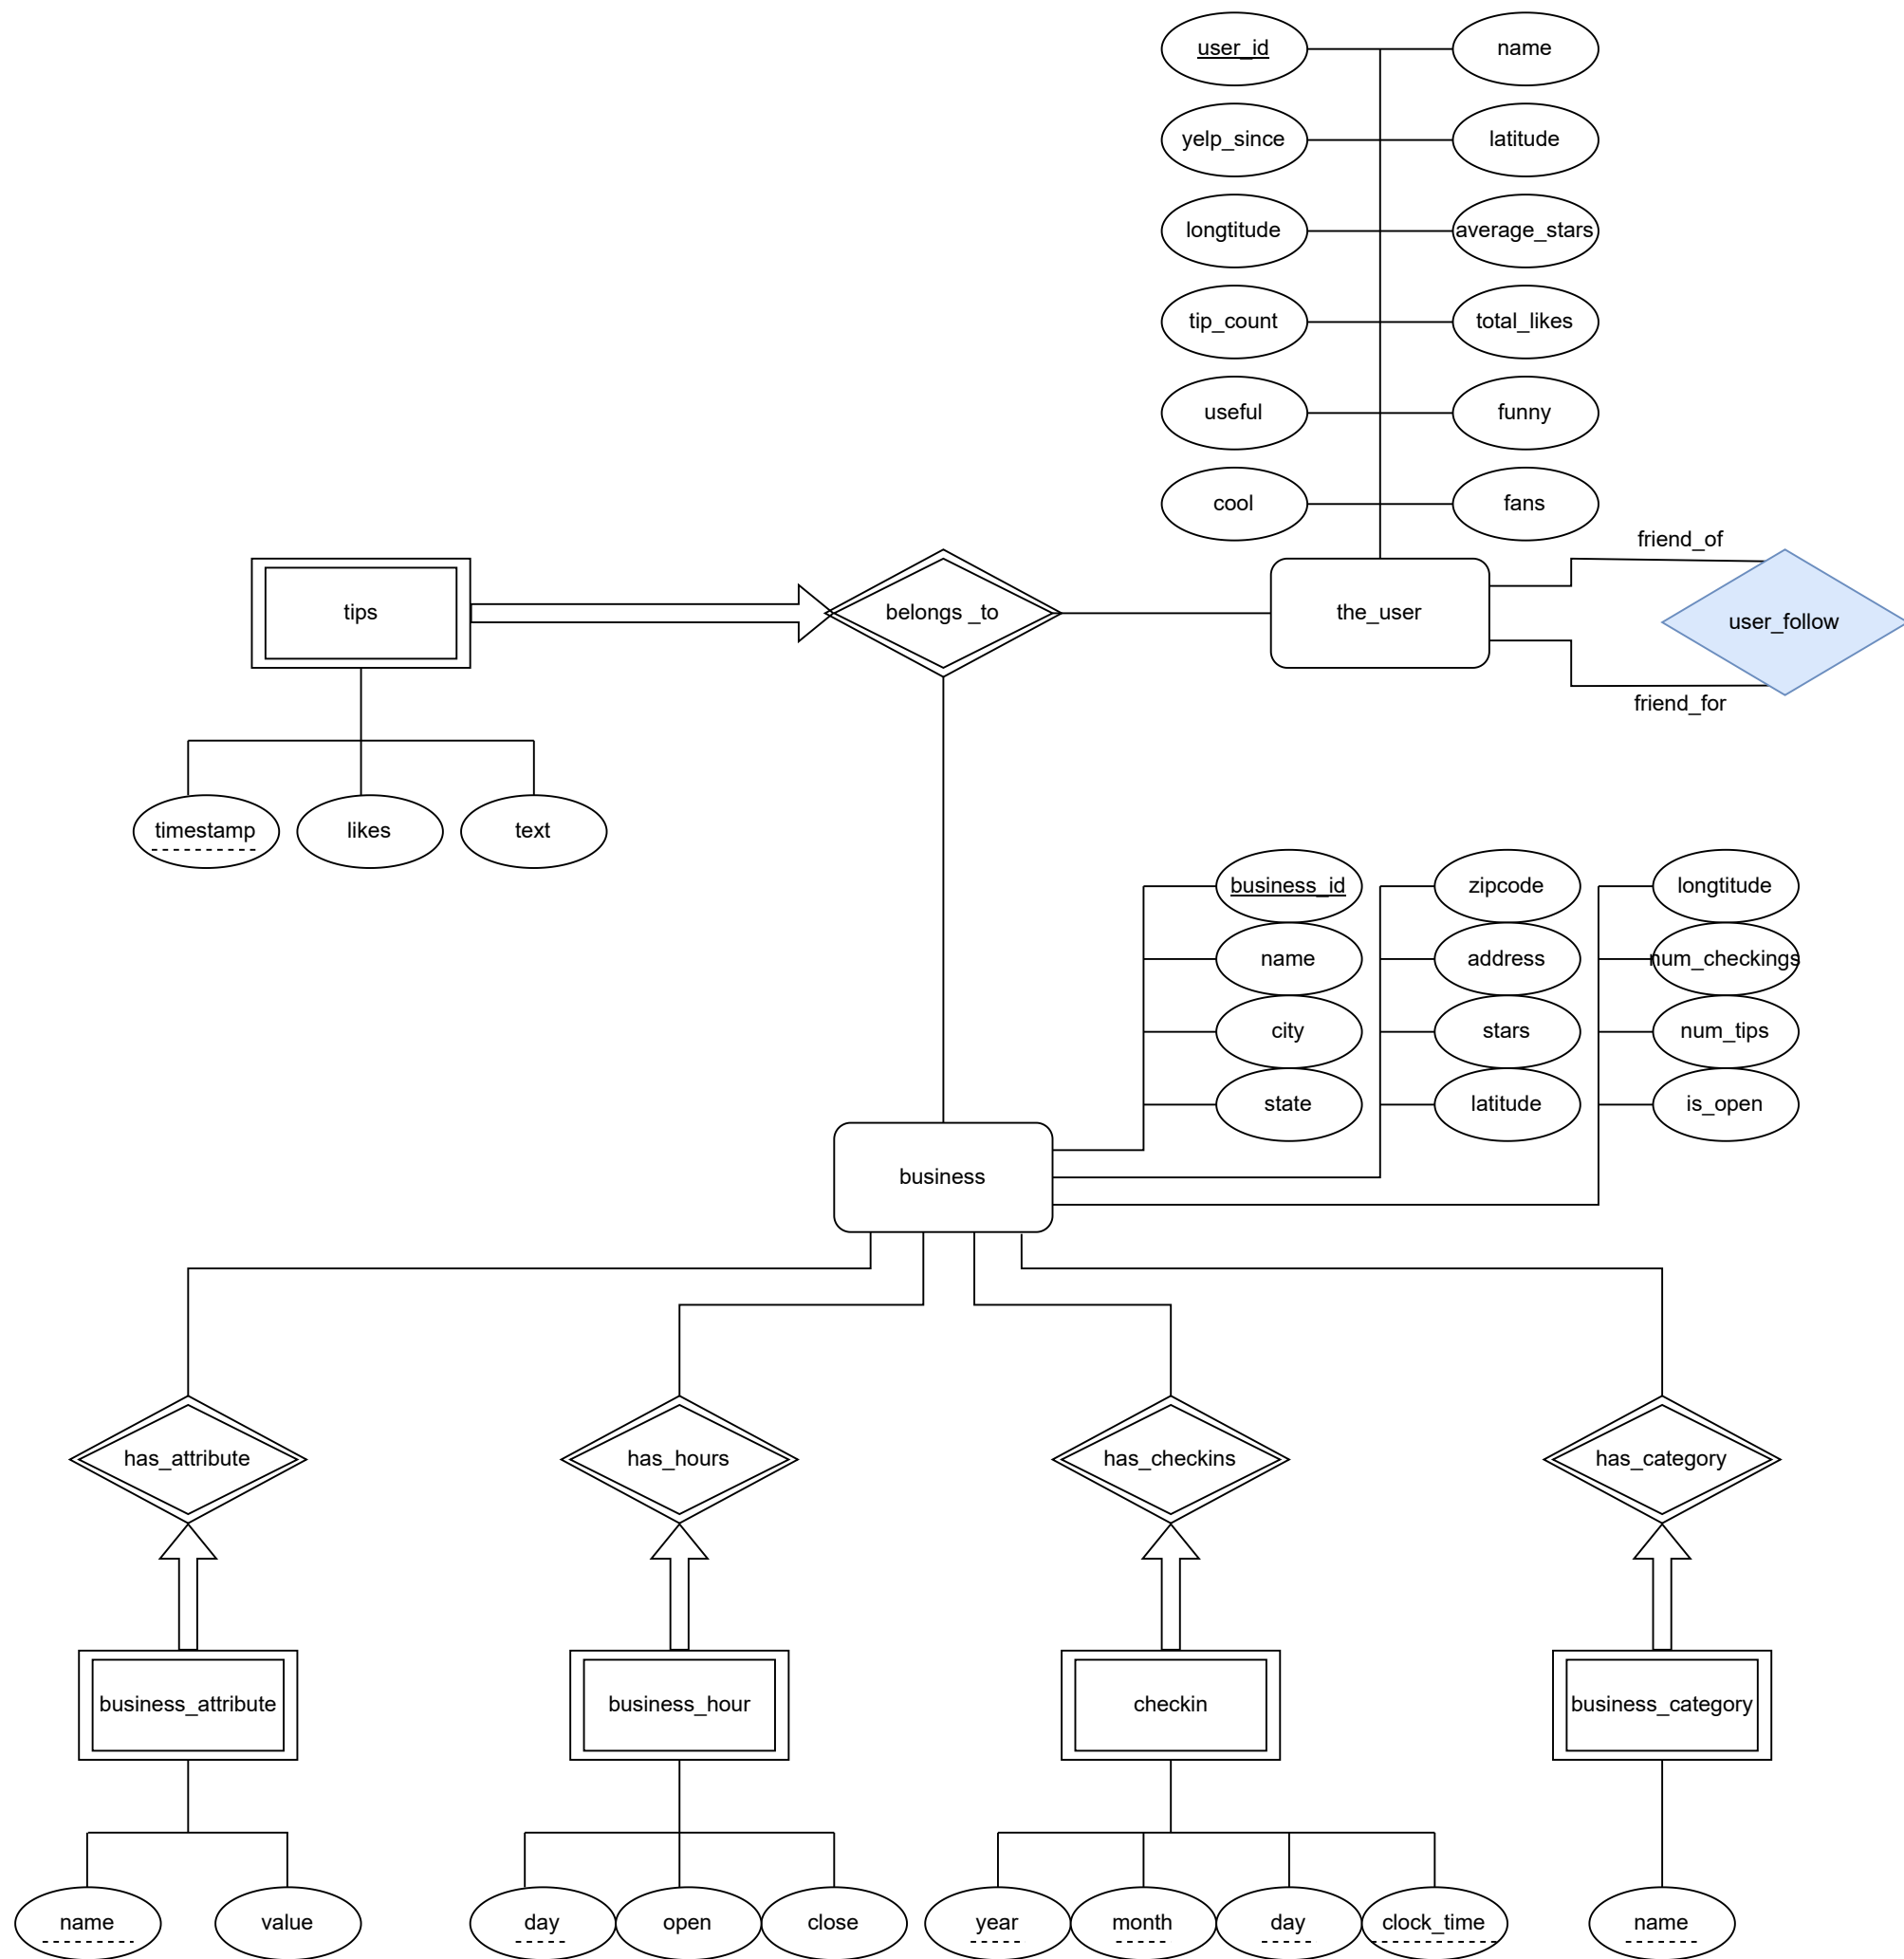 user_id
name
yelp_since
latitude
longtitude
average_stars
tip_count
total_likes
useful
funny
cool
fans
friend_of
tips
belongs _to
the_user
user_follow
friend_for
timestamp
likes
text
business_id
zipcode
longtitude
name
address
num_checkings
city
stars
num_tips
state
latitude
is_open
business
has_attribute
has_hours
has_checkins
has_category
business_attribute
business_hour
checkin
business_category
name
value
day
open
close
year
month
day
clock_time
name